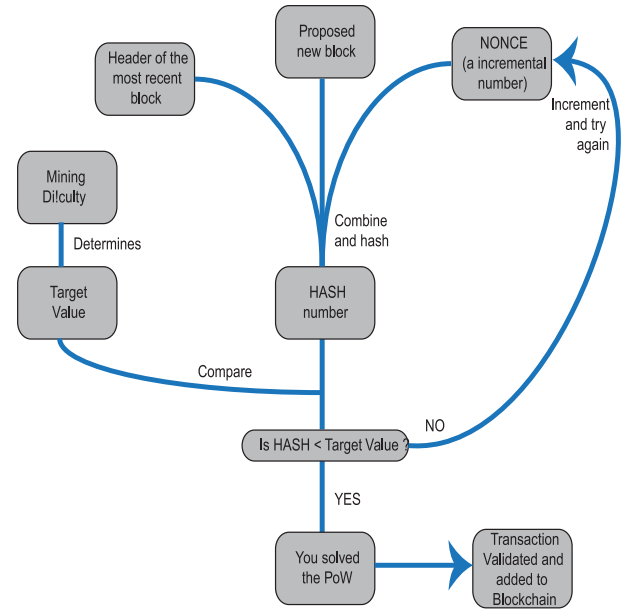 Proposed
new block
Header of the
most recent
block
NONCE
(a incremental
number)
Increment
and try
again
Mining
Di!culty
Combine
and hash
Determines
Target
Value
HASH
number
Compare
NO
Is HASH < Target Value ?
YES
You solved
the PoW
Transaction
Validated and
added to
Blockchain